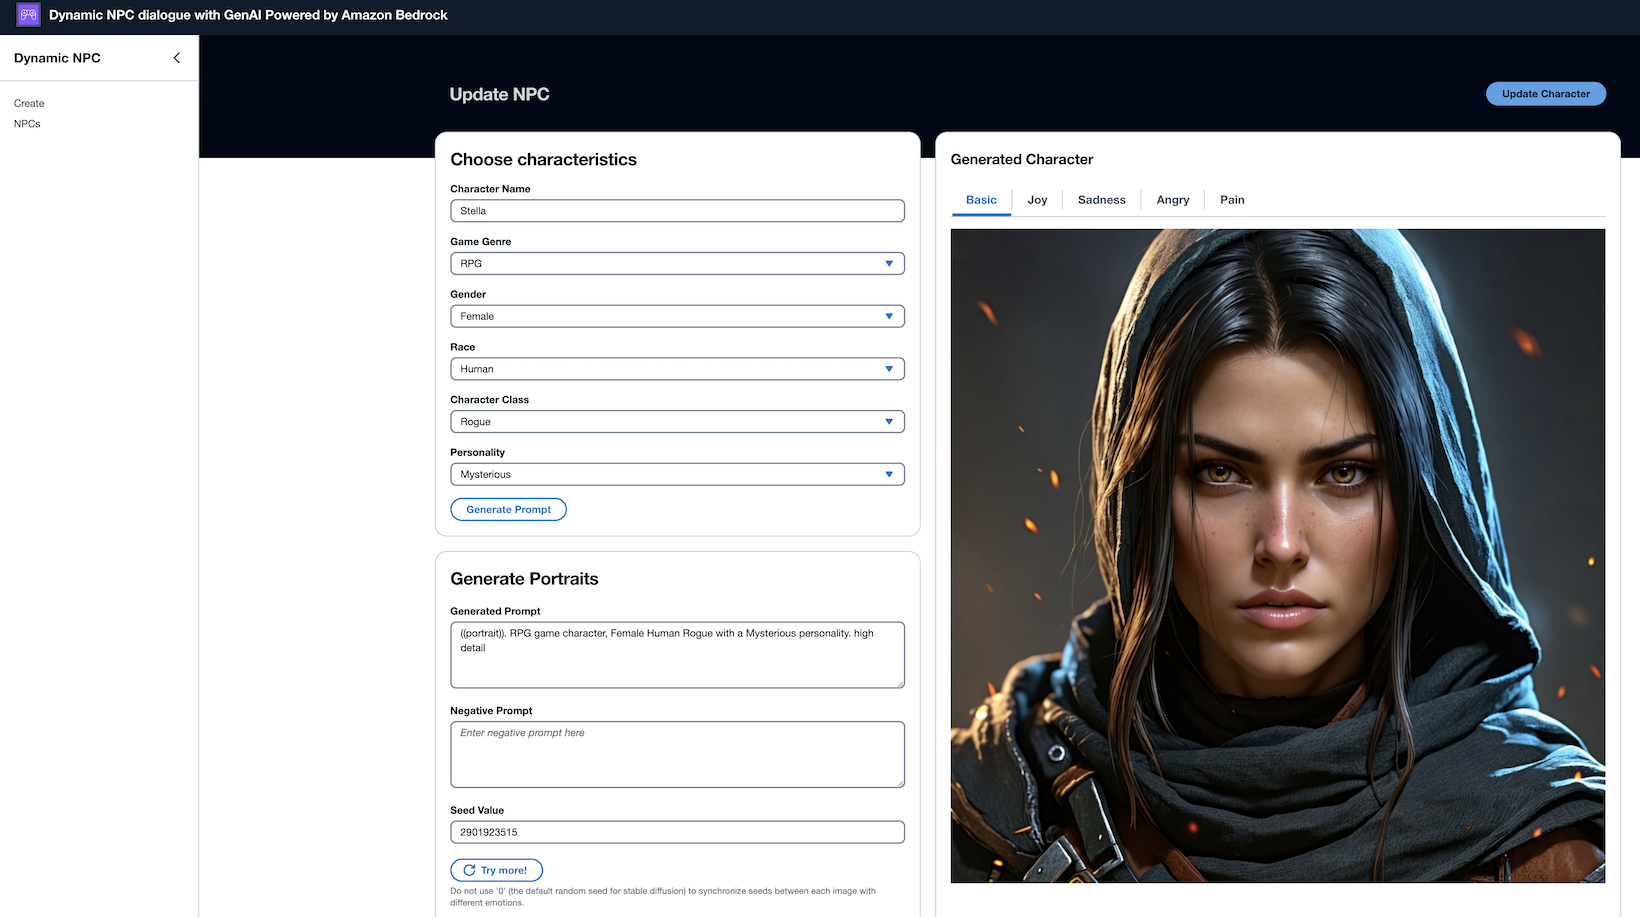 Dynamic NPC dialogue with GenAI Powered by Amazon Bedrock
Dynamic NPC
Create
NPCs
Update NPC
Update Character
Choose characteristics
Character Name
Stella
Game Genre
RPG
Gender
Female
Race
Human
Character Class
Rogue
Personality
Mysterious
Generate Prompt
Generate Portraits
Generated Prompt
((portrait)). RPG game character, Female Human Rogue with a Mysterious personality. high
detail
Negative Prompt
Enter negative prompt here
Seed Value
2901923515
Try more!
Do not use '0' (the default random seed for stable diffusion) to synchronize seeds between each image with
different emotions.
Generated Character
Basic Joy Sadness Angry Pain